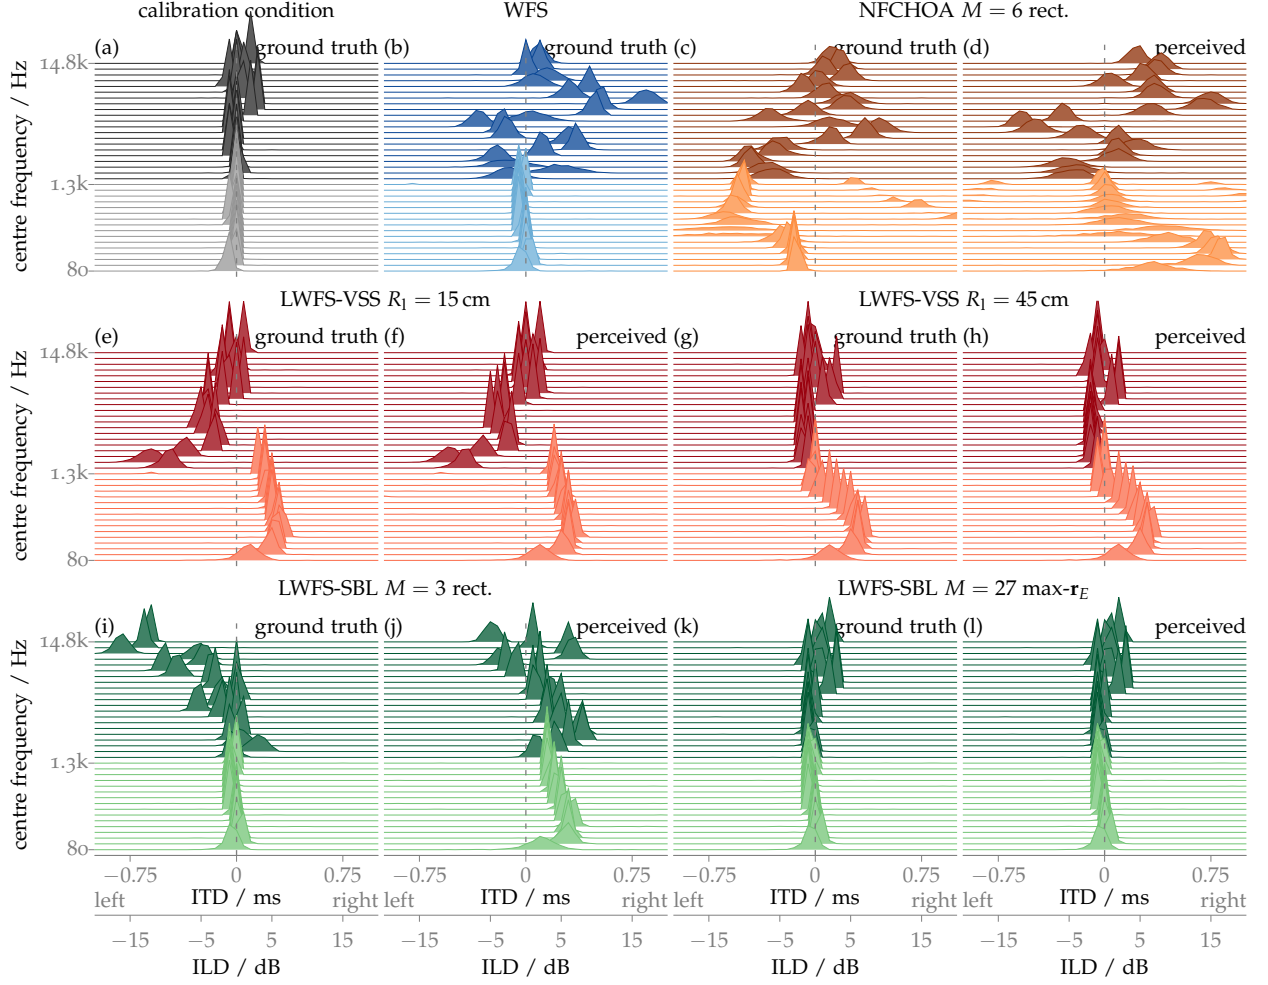 calibration condition WFS NFCHOA M = 6 rect.
(a) ground truth (b) ground truth (c) ground truth (d) perceived
14.8k
1.3k
80
centre frequency / Hz
LWFS-VSS R₁ = 15 cm LWFS-VSS R₁ = 45 cm
(e) ground truth (f) perceived (g) ground truth (h) perceived
14.8k
1.3k
80
centre frequency / Hz
LWFS-SBL M = 3 rect. LWFS-SBL M = 27 max-r_E
(i) ground truth (j) perceived (k) ground truth (l) perceived
14.8k
1.3k
80
centre frequency / Hz
−0.75 0 0.75 −0.75 0 0.75 −0.75 0 0.75 −0.75 0 0.75
left ITD / ms right left ITD / ms right left ITD / ms right left ITD / ms right
−15 −5 5 15 −15 −5 5 15 −15 −5 5 15 −15 −5 5 15
ILD / dB ILD / dB ILD / dB ILD / dB